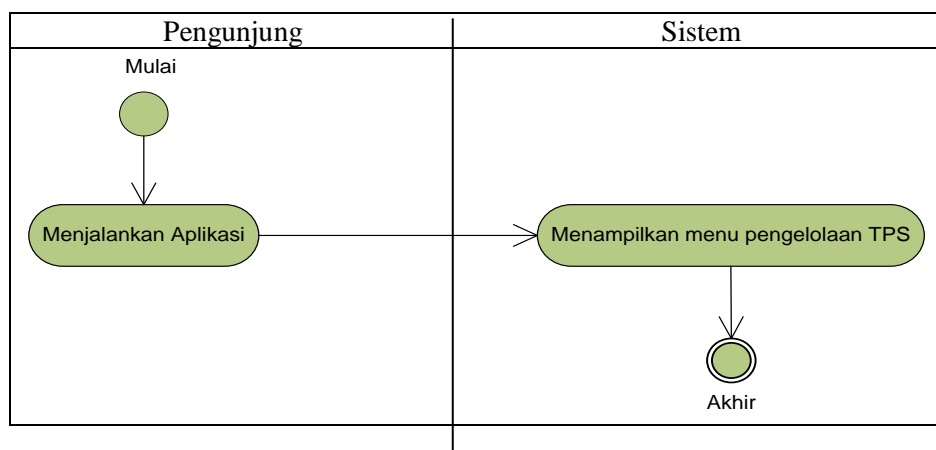 Pengunjung
Sistem
Mulai
Menjalankan Aplikasi
Menampilkan menu pengelolaan TPS
Akhir